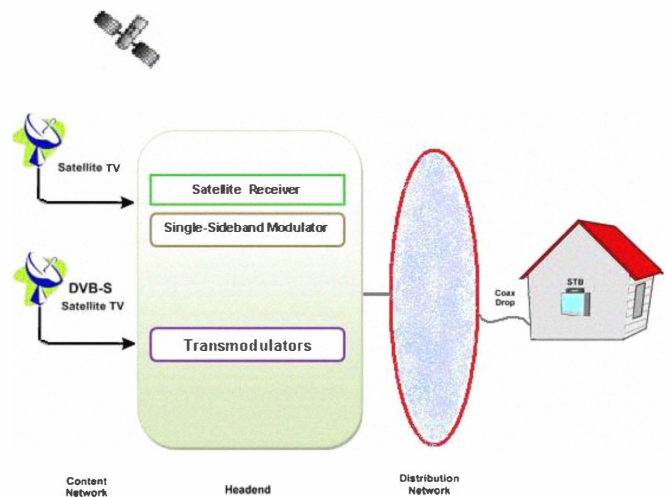 Satellite TV
Satellite Receiver
Single-Sideband Modulator
DVB-S
Satellite TV
Transmodulators
STB
Coax
Drop
Content
Network
Headend
Distribution
Network